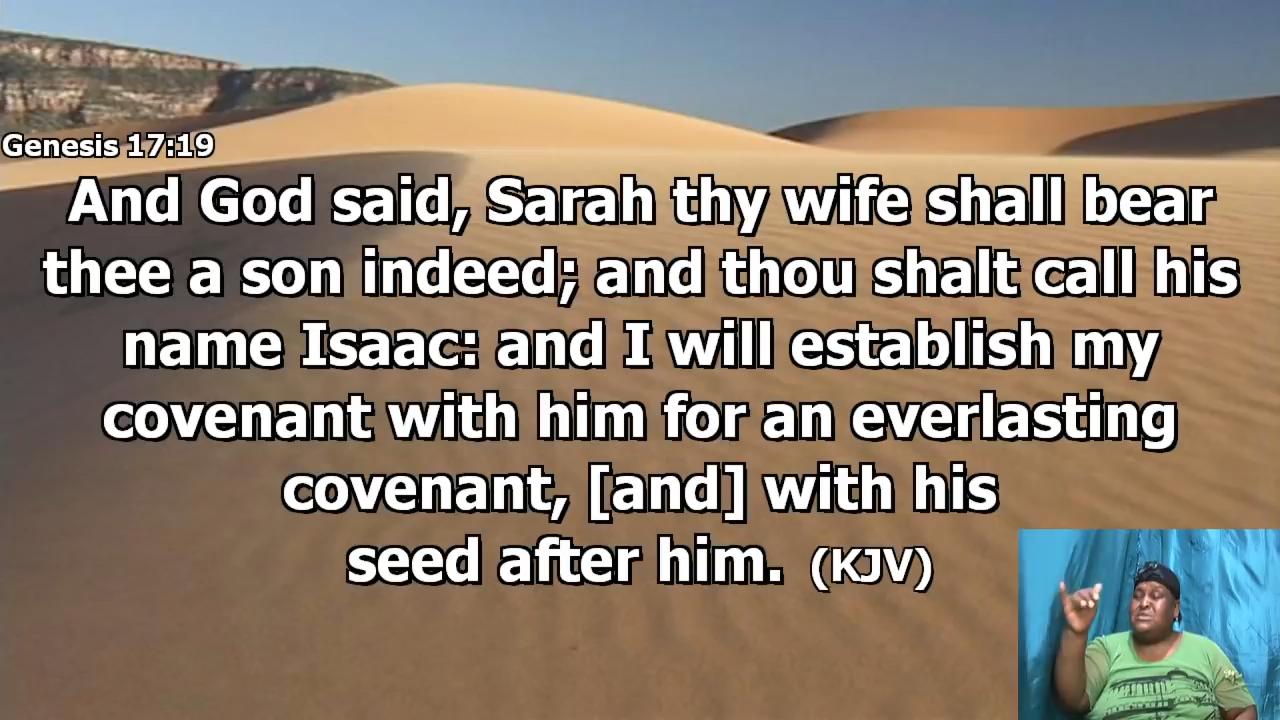 Genesis 17:19
And God said, Sarah thy wife shall bear
thee a son indeed; and thou shalt call his
name Isaac: and I will establish my
covenant with him for an everlasting
covenant, [and] with his
seed after him. (KJV)